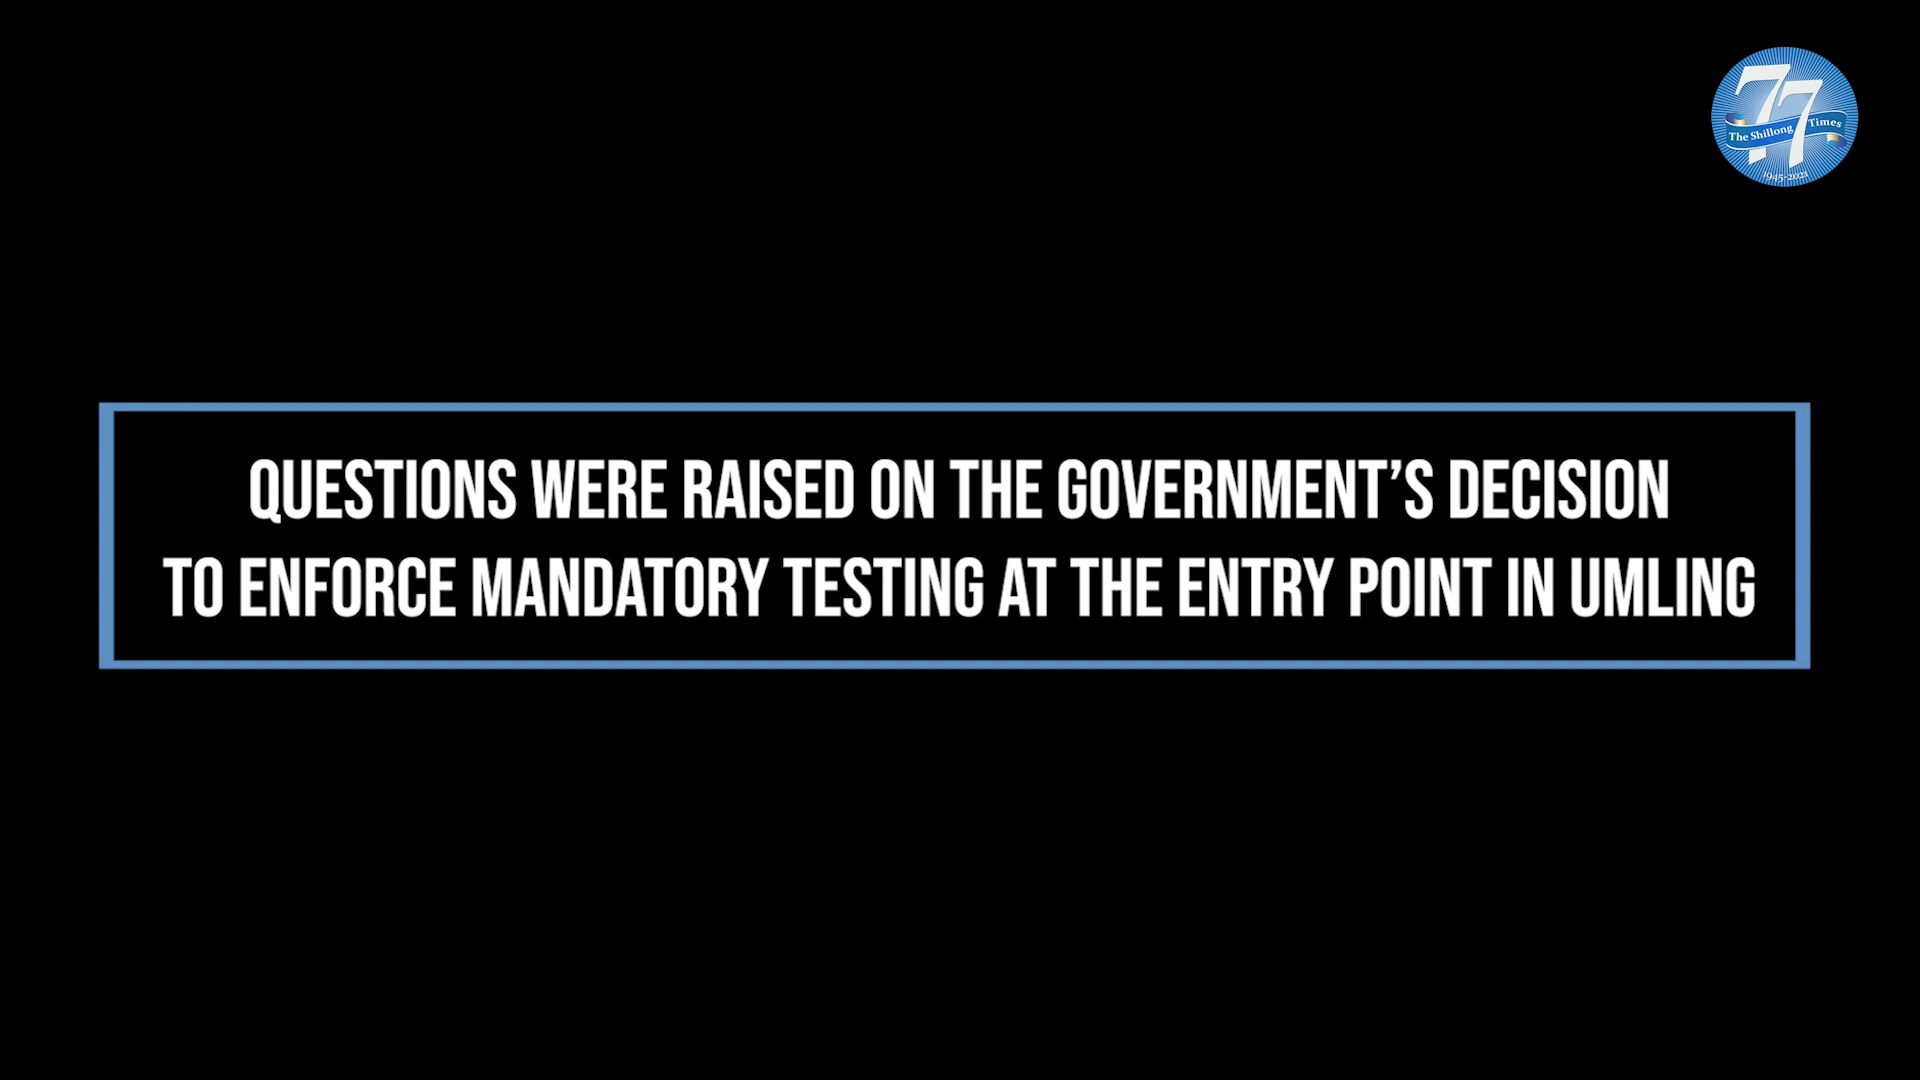 77
The Shillong Times
1945-2021
QUESTIONS WERE RAISED ON THE GOVERNMENT’S DECISION
TO ENFORCE MANDATORY TESTING AT THE ENTRY POINT IN UMLING